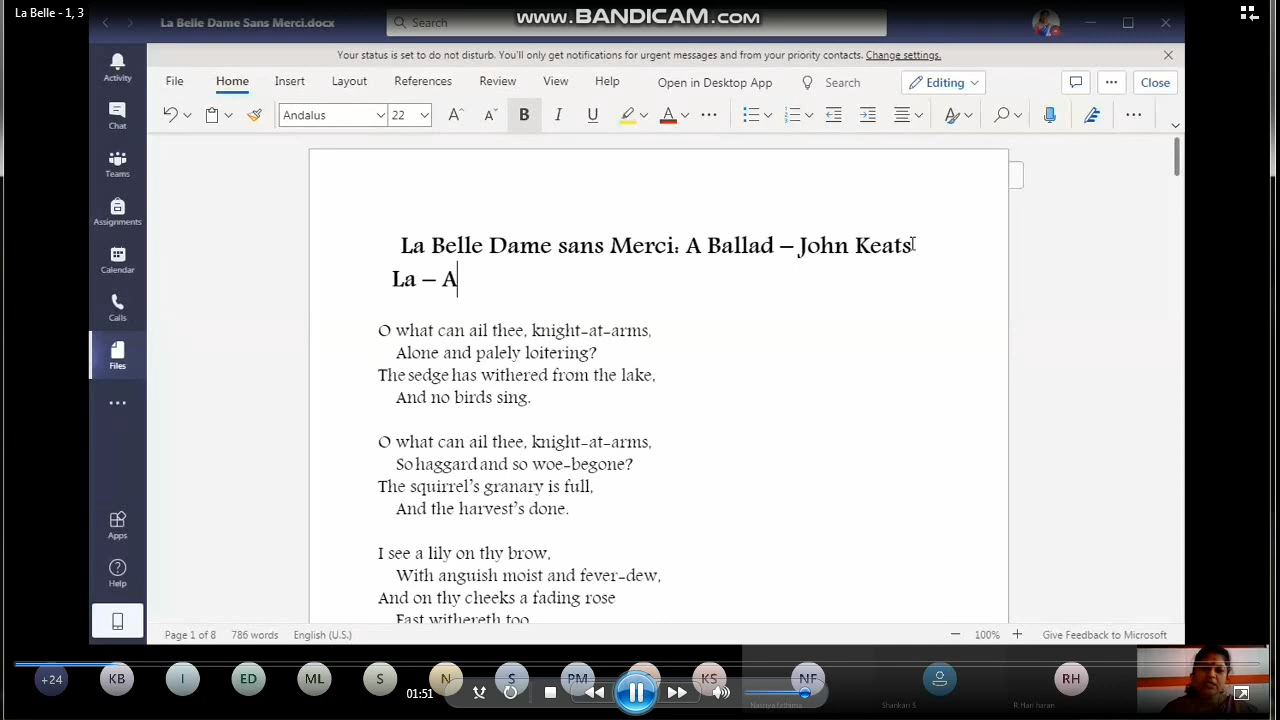 La Belle - 1, 3
La Belle Dame Sans Merci.docx
Search
www.BANDICAM.com
Your status is set to do not disturb. You'll only get notifications for urgent messages and from your priority contacts. Change settings.
File Home Insert Layout References Review View Help Open in Desktop App Search Editing Close
Andalus 22 B I U A
Activity
Chat
Teams
Assignments
Calendar
Calls
Files
Apps
Help
La Belle Dame sans Merci: A Ballad – John Keats
La – A
O what can ail thee, knight-at-arms,
Alone and palely loitering?
The sedge has withered from the lake,
And no birds sing.
O what can ail thee, knight-at-arms,
So haggard and so woe-begone?
The squirrel's granary is full,
And the harvest's done.
I see a lily on thy brow,
With anguish moist and fever-dew,
And on thy cheeks a fading rose
Fast withereth too
Page 1 of 8 786 words English (U.S.) 100% Give Feedback to Microsoft
+24 KB I ED ML S N S PM KS NF RH
01:51
Shankari S
R.Hari haran